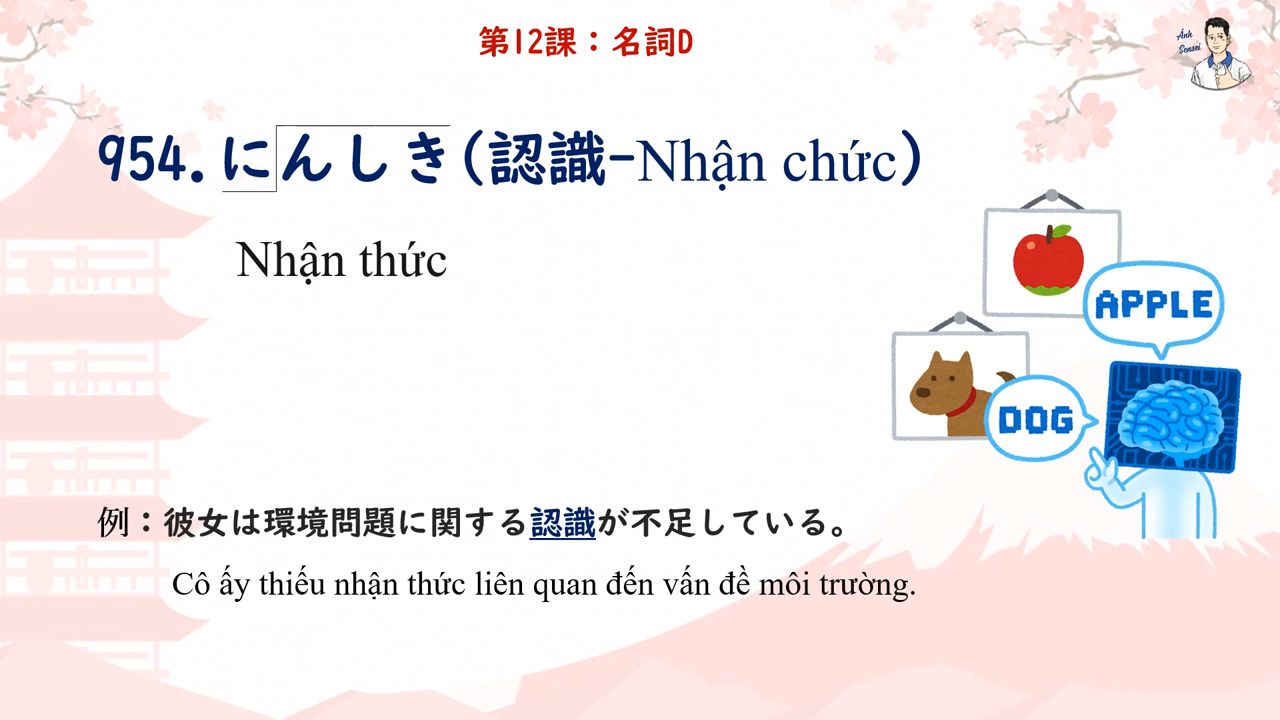 第12課：名詞D
Ánh
Sensei
954.にんしき(認識-Nhận chức)
Nhận thức
APPLE
DOG
例：彼女は環境問題に関する認識が不足している。
Cô ấy thiếu nhận thức liên quan đến vấn đề môi trường.